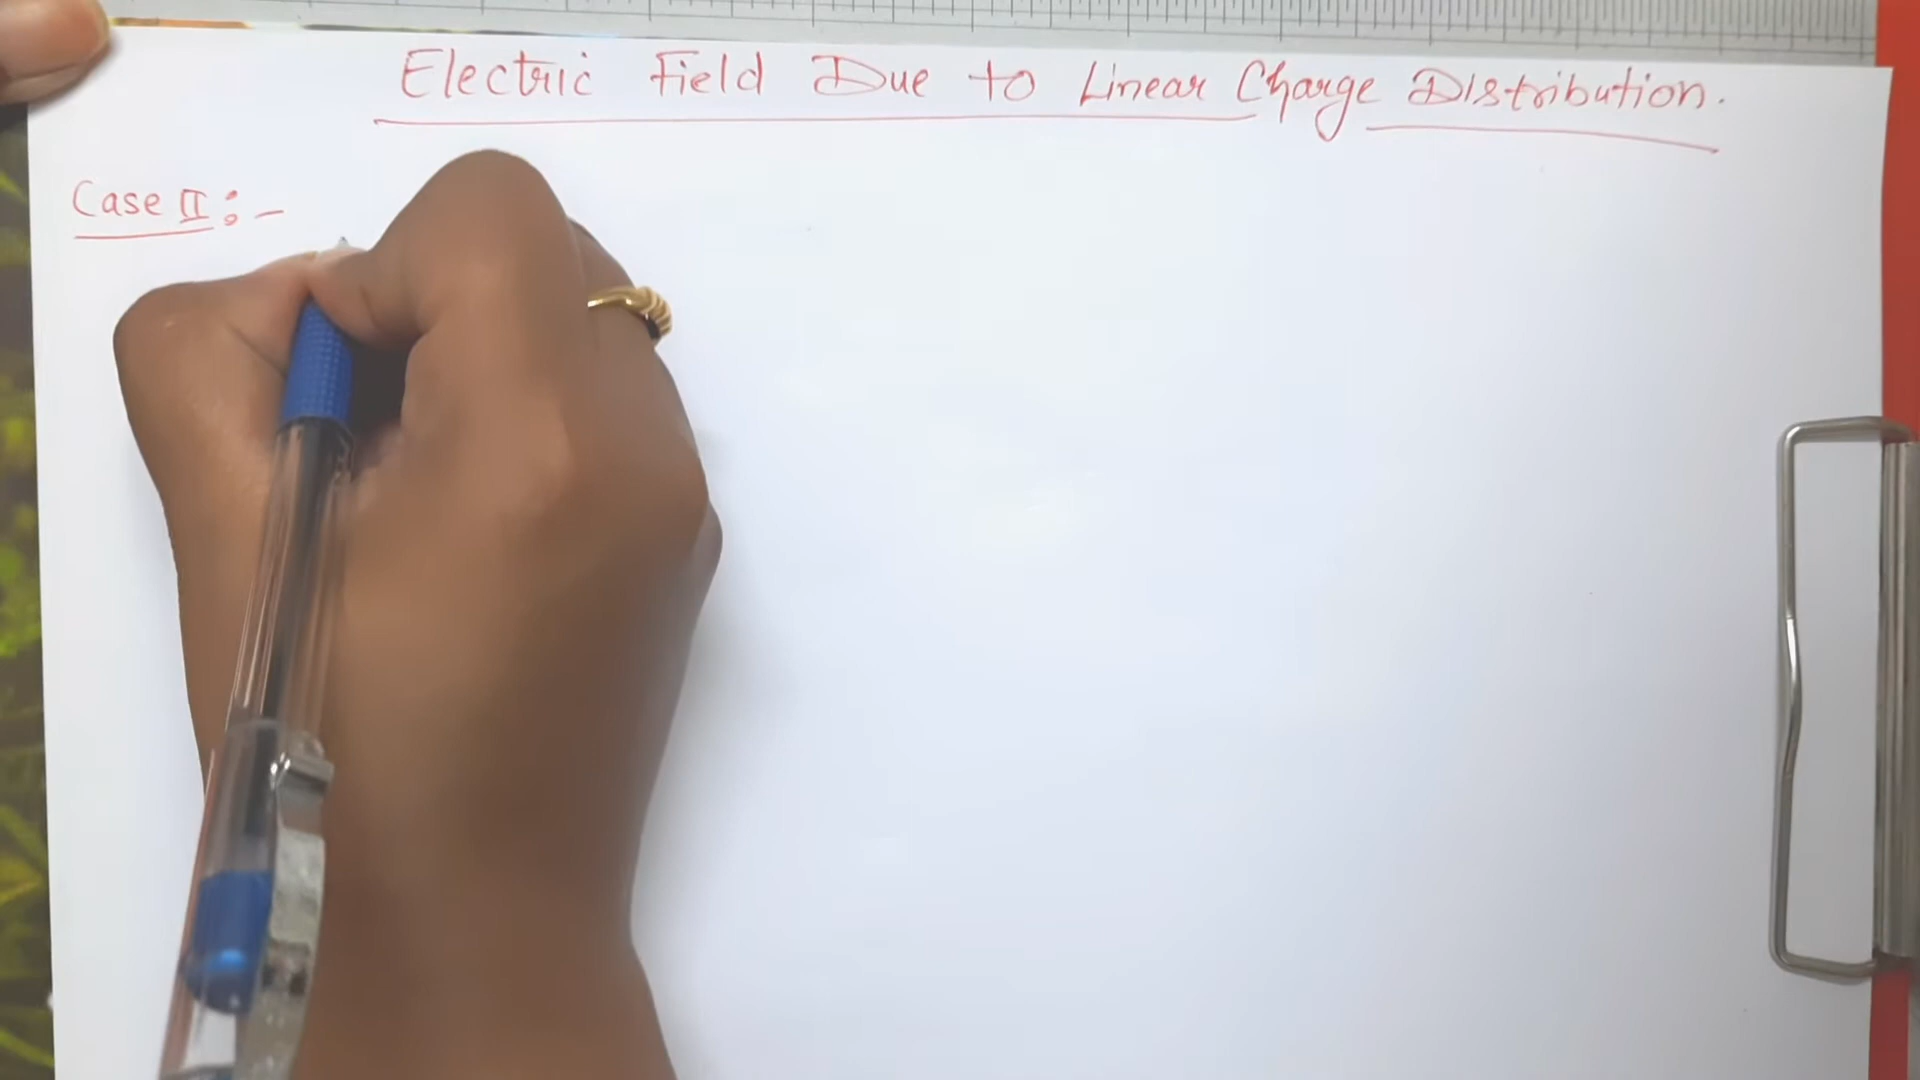 Electric Field Due to Linear Charge Distribution.
Case II :-